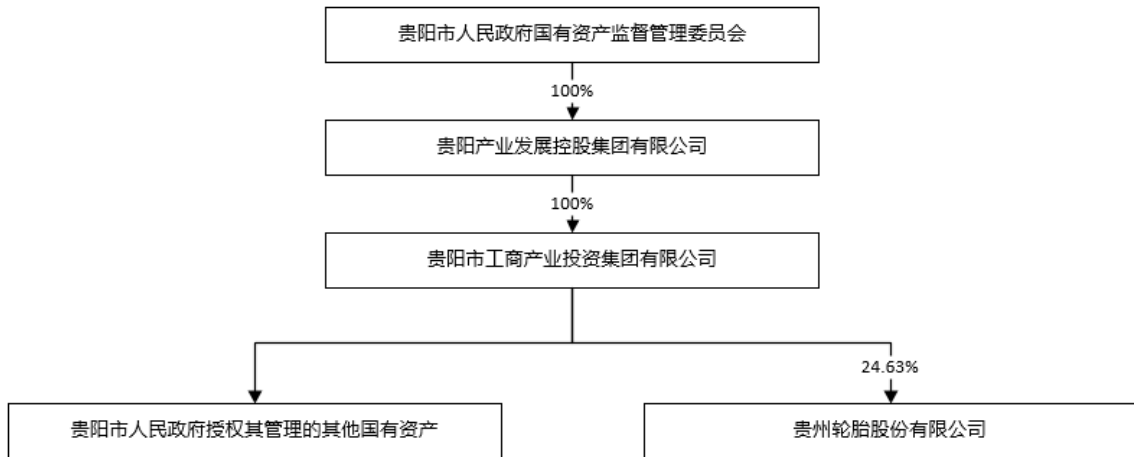 贵阳市人民政府国有资产监督管理委员会
100%
贵阳产业发展控股集团有限公司
100%
贵阳市工商产业投资集团有限公司
24.63%
贵阳市人民政府授权其管理的其他国有资产
贵州轮胎股份有限公司